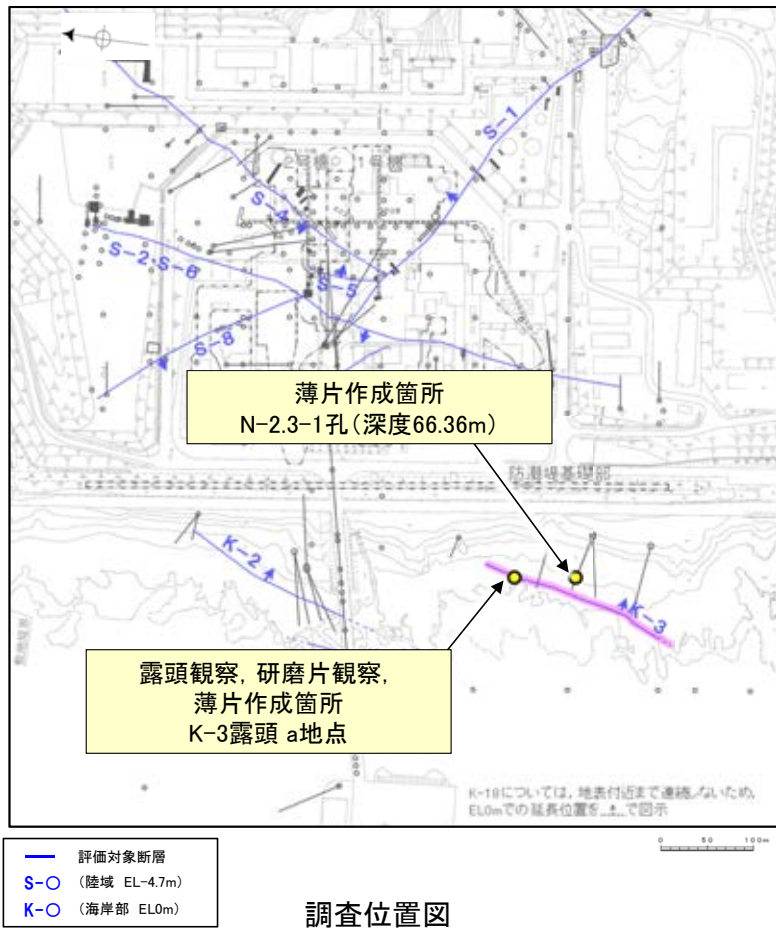 S-1
2号機
1号機
S-4
S-2・S-6
S-5
S-8
薄片作成箇所
N-2.3-1孔(深度66.36m)
防潮堤基礎部
K-2
K-3
露頭観察, 研磨片観察,
薄片作成箇所
K-3露頭 a地点
K-18については, 地表付近まで連続しないため,
EL0mでの延長位置を で図示
0 50 100m
評価対象断層
S-○ (陸域 EL-4.7m)
K-○ (海岸部 EL0m)
調査位置図